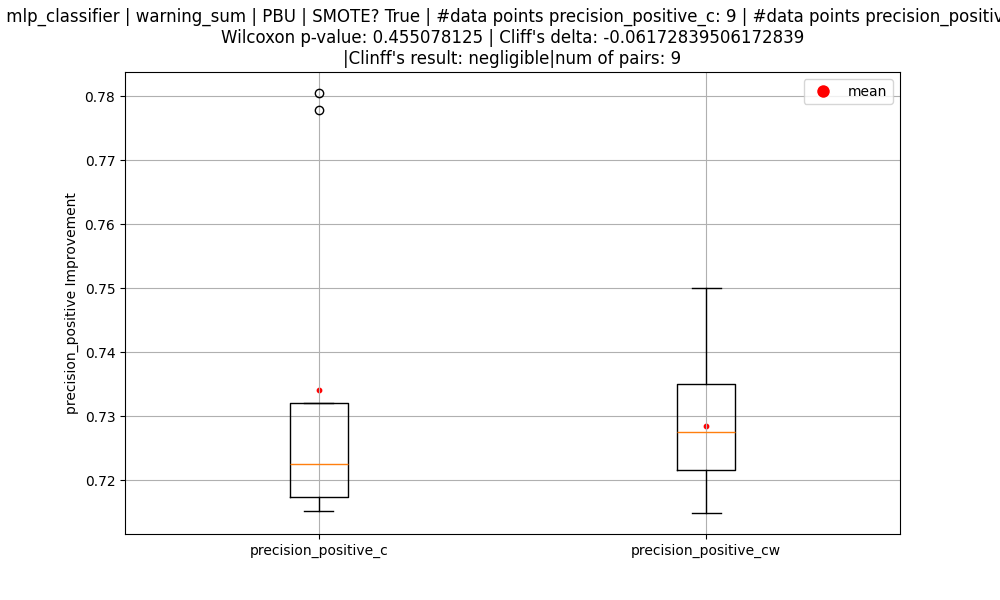 mlp_classifier | warning_sum | PBU | SMOTE? True | #data points precision_positive_c: 9 | #data points
Wilcoxon p-value: 0.455078125 | Cliff's delta: -0.06172839506172839
|Clinff's result: negligible|num of pairs: 9
mean
0.78
0.77
0.76
0.75
0.74
0.73
0.72
precision_positive Improvement
precision_positive_c
precision_positive_cw